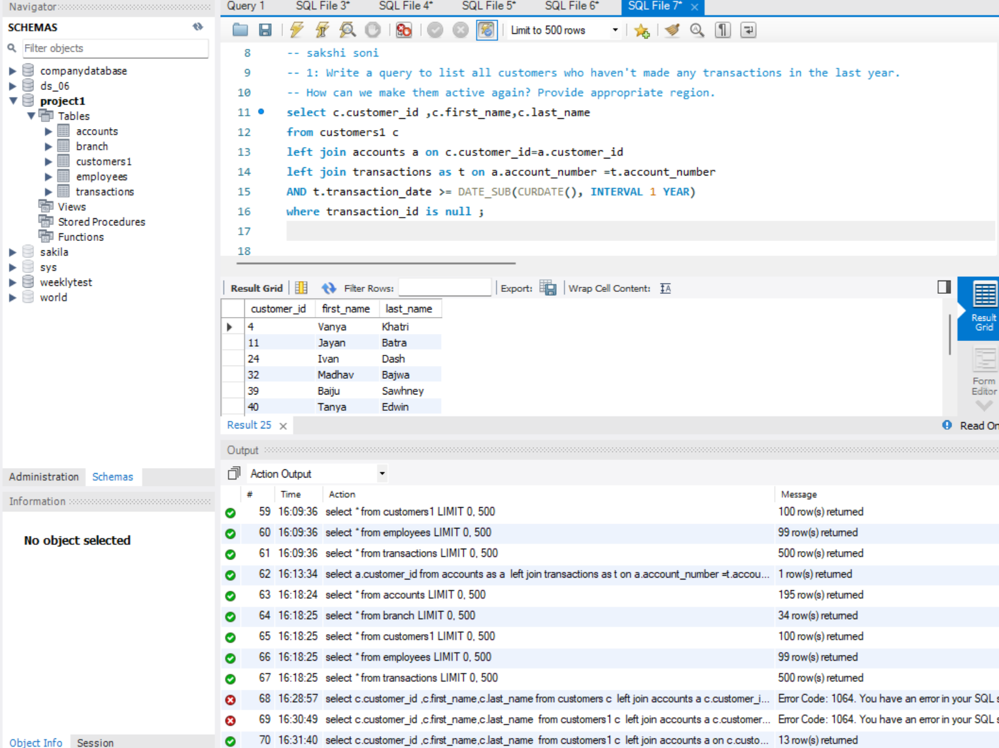 Navigator
SCHEMAS
Filter objects
companydatabase
ds_06
project1
Tables
accounts
branch
customers1
employees
transactions
Views
Stored Procedures
Functions
sakila
sys
weeklytest
world
Administration Schemas
Information
No object selected
Object Info Session
Query 1 SQL File 3* SQL File 4* SQL File 5* SQL File 6* SQL File 7*
Limit to 500 rows
8 -- sakshi soni
9 -- 1: Write a query to list all customers who haven't made any transactions in the last year.
10 -- How can we make them active again? Provide appropriate region.
11 select c.customer_id ,c.first_name,c.last_name
12 from customers1 c
13 left join accounts a on c.customer_id=a.customer_id
14 left join transactions as t on a.account_number =t.account_number
15 AND t.transaction_date >= DATE_SUB(CURDATE(), INTERVAL 1 YEAR)
16 where transaction_id is null ;
17
18
Result Grid Filter Rows: Export: Wrap Cell Content:
customer_id first_name last_name
4 Vanya Khatri
11 Jayan Batra
24 Ivan Dash
32 Madhav Bajwa
39 Baiju Sawhney
40 Tanya Edwin
Result Grid
Form Editor
Result 25
Read On
Output
Action Output
# Time Action Message
59 16:09:36 select * from customers1 LIMIT 0, 500 100 row(s) returned
60 16:09:36 select * from employees LIMIT 0, 500 99 row(s) returned
61 16:09:36 select * from transactions LIMIT 0, 500 500 row(s) returned
62 16:13:34 select a.customer_id from accounts as a left join transactions as t on a.account_number =t.accou... 1 row(s) returned
63 16:18:24 select * from accounts LIMIT 0, 500 195 row(s) returned
64 16:18:25 select * from branch LIMIT 0, 500 34 row(s) returned
65 16:18:25 select * from customers1 LIMIT 0, 500 100 row(s) returned
66 16:18:25 select * from employees LIMIT 0, 500 99 row(s) returned
67 16:18:25 select * from transactions LIMIT 0, 500 500 row(s) returned
68 16:28:57 select c.customer_id ,c.first_name,c.last_name from customers c left join accounts a c.customer_i... Error Code: 1064. You have an error in your SQL s
69 16:30:49 select c.customer_id ,c.first_name,c.last_name from customers1 c left join accounts a c.customer... Error Code: 1064. You have an error in your SQL s
70 16:31:40 select c.customer_id ,c.first_name,c.last_name from customers1 c left join accounts a on c.custo... 13 row(s) returned